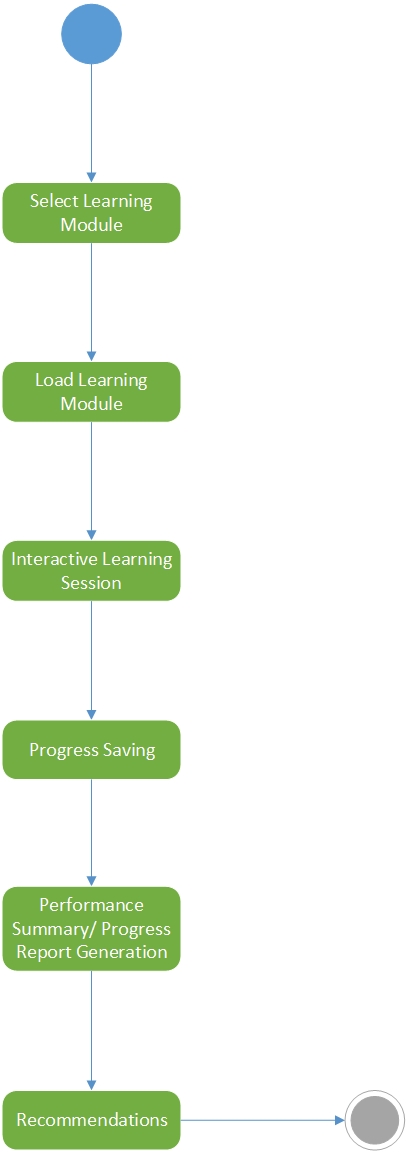 Select Learning
Module
Load Learning
Module
Interactive Learning
Session
Progress Saving
Performance
Summary/ Progress
Report Generation
Recommendations